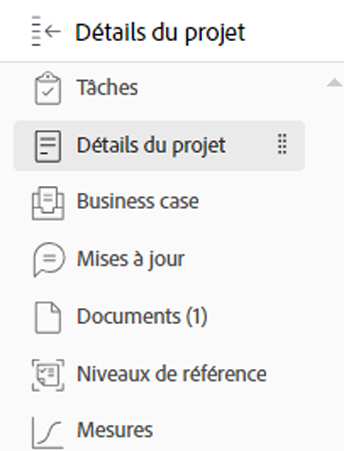 Détails du projet
Tâches
Détails du projet
Business case
Mises à jour
Documents (1)
Niveaux de référence
Mesures